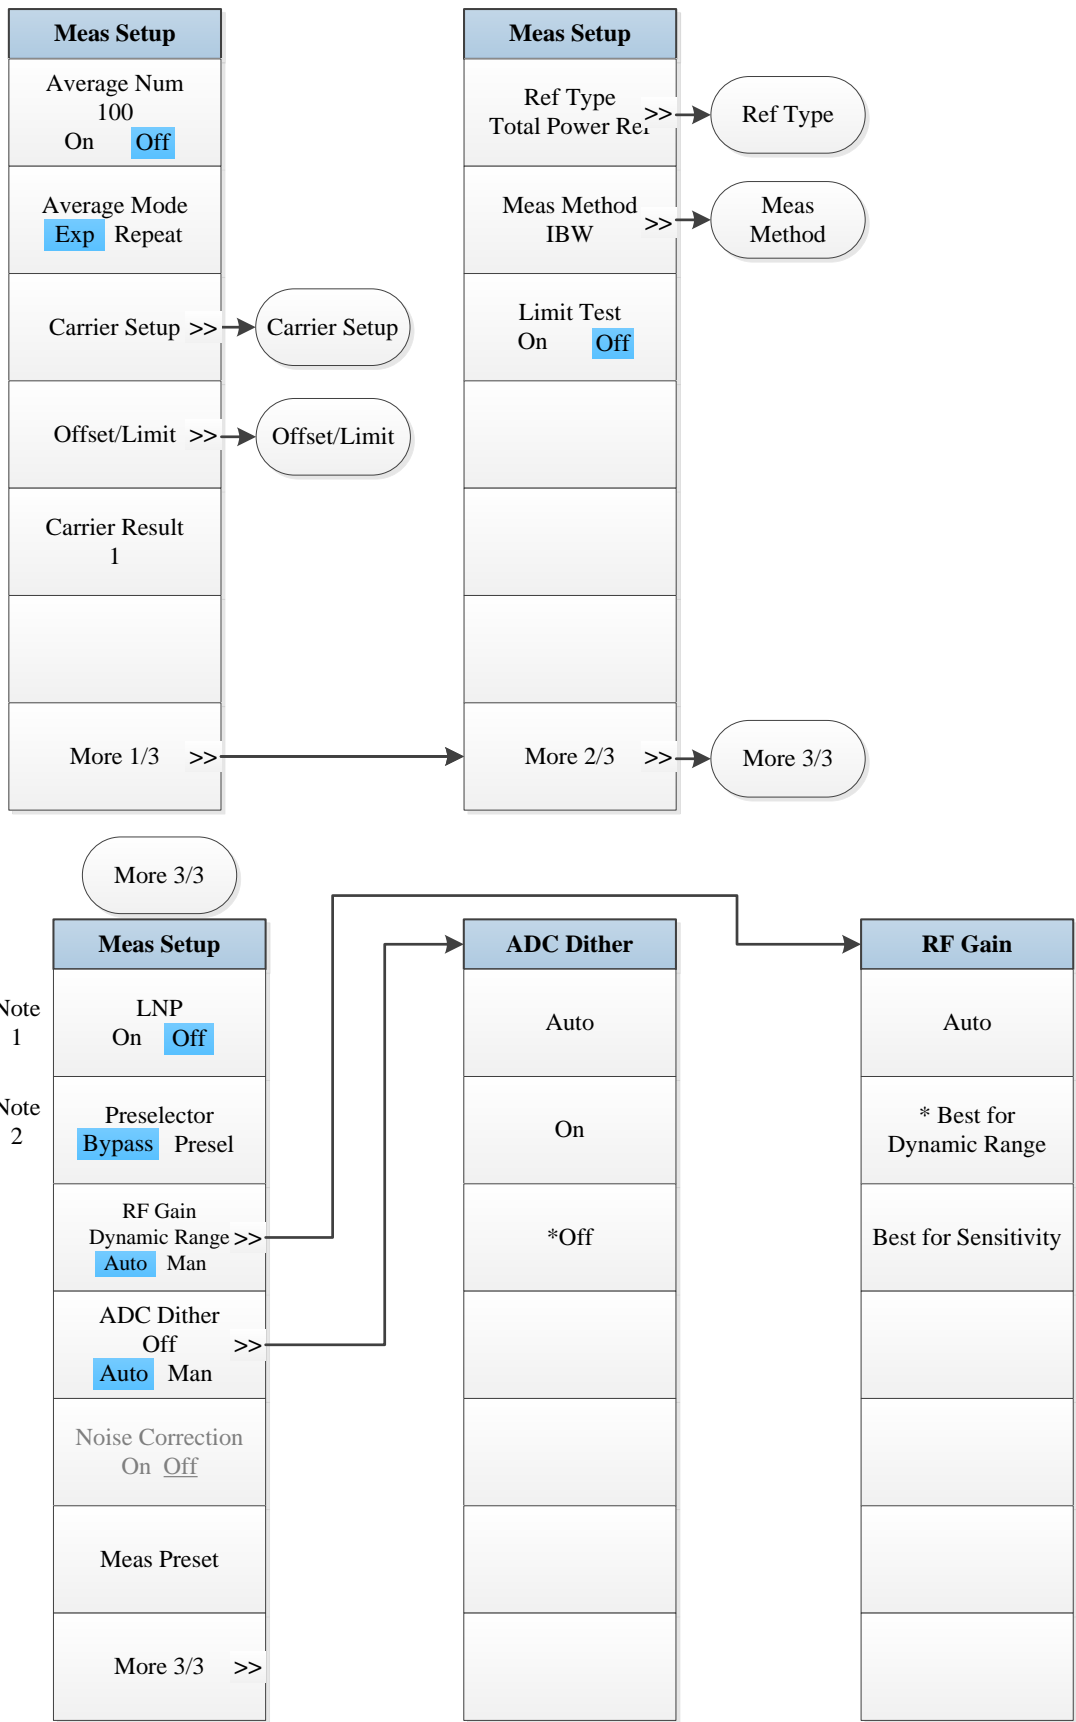 Meas Setup
Average Num
100
On Off
Average Mode
Exp Repeat
Carrier Setup >>
Carrier Setup
Offset/Limit >>
Offset/Limit
Carrier Result
1
More 1/3 >>
Meas Setup
Ref Type
Total Power Re >>
Ref Type
Meas Method
IBW >>
Meas
Method
Limit Test
On Off
More 2/3 >>
More 3/3
More 3/3
Meas Setup
Note
1
LNP
On Off
Note
2
Preselector
Bypass Presel
RF Gain
Dynamic Range >>
Auto Man
ADC Dither
Off >>
Auto Man
Noise Correction
On Off
Meas Preset
More 3/3 >>
ADC Dither
Auto
On
*Off
RF Gain
Auto
* Best for
Dynamic Range
Best for Sensitivity